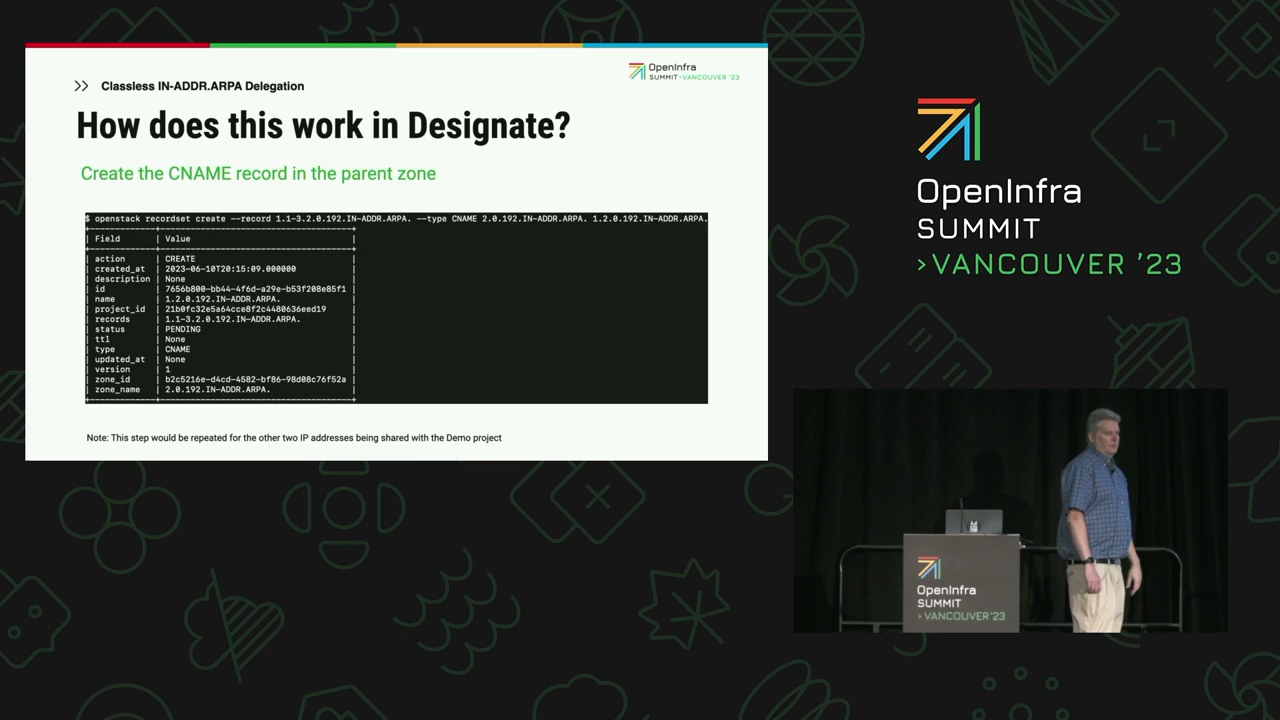 Classless IN-ADDR.ARPA Delegation
OpenInfra
SUMMIT >VANCOUVER '23
How does this work in Designate?
Create the CNAME record in the parent zone
$ openstack recordset create --record 1.1-3.2.0.192.IN-ADDR.ARPA. --type CNAME 2.0.192.IN-ADDR.ARPA. 1.2.0.192.IN-ADDR.ARPA.
| Field | Value |
| action | CREATE |
| created_at | 2023-06-10T20:15:09.000000 |
| description | None |
| id | 7656b800-bb44-4f6d-a29e-b53f208e85f1 |
| name | 1.2.0.192.IN-ADDR.ARPA. |
| project_id | 21b0fc32e5a64cce8f2c4480636eed19 |
| records | 1.1-3.2.0.192.IN-ADDR.ARPA. |
| status | PENDING |
| ttl | None |
| type | CNAME |
| updated_at | None |
| version | 1 |
| zone_id | b2c5216e-d4cd-4582-bf86-98d08c76f52a |
| zone_name | 2.0.192.IN-ADDR.ARPA. |
Note: This step would be repeated for the other two IP addresses being shared with the Demo project
OpenInfra
SUMMIT
>VANCOUVER '23
OpenInfra
SUMMIT
>VANCOUVER '23